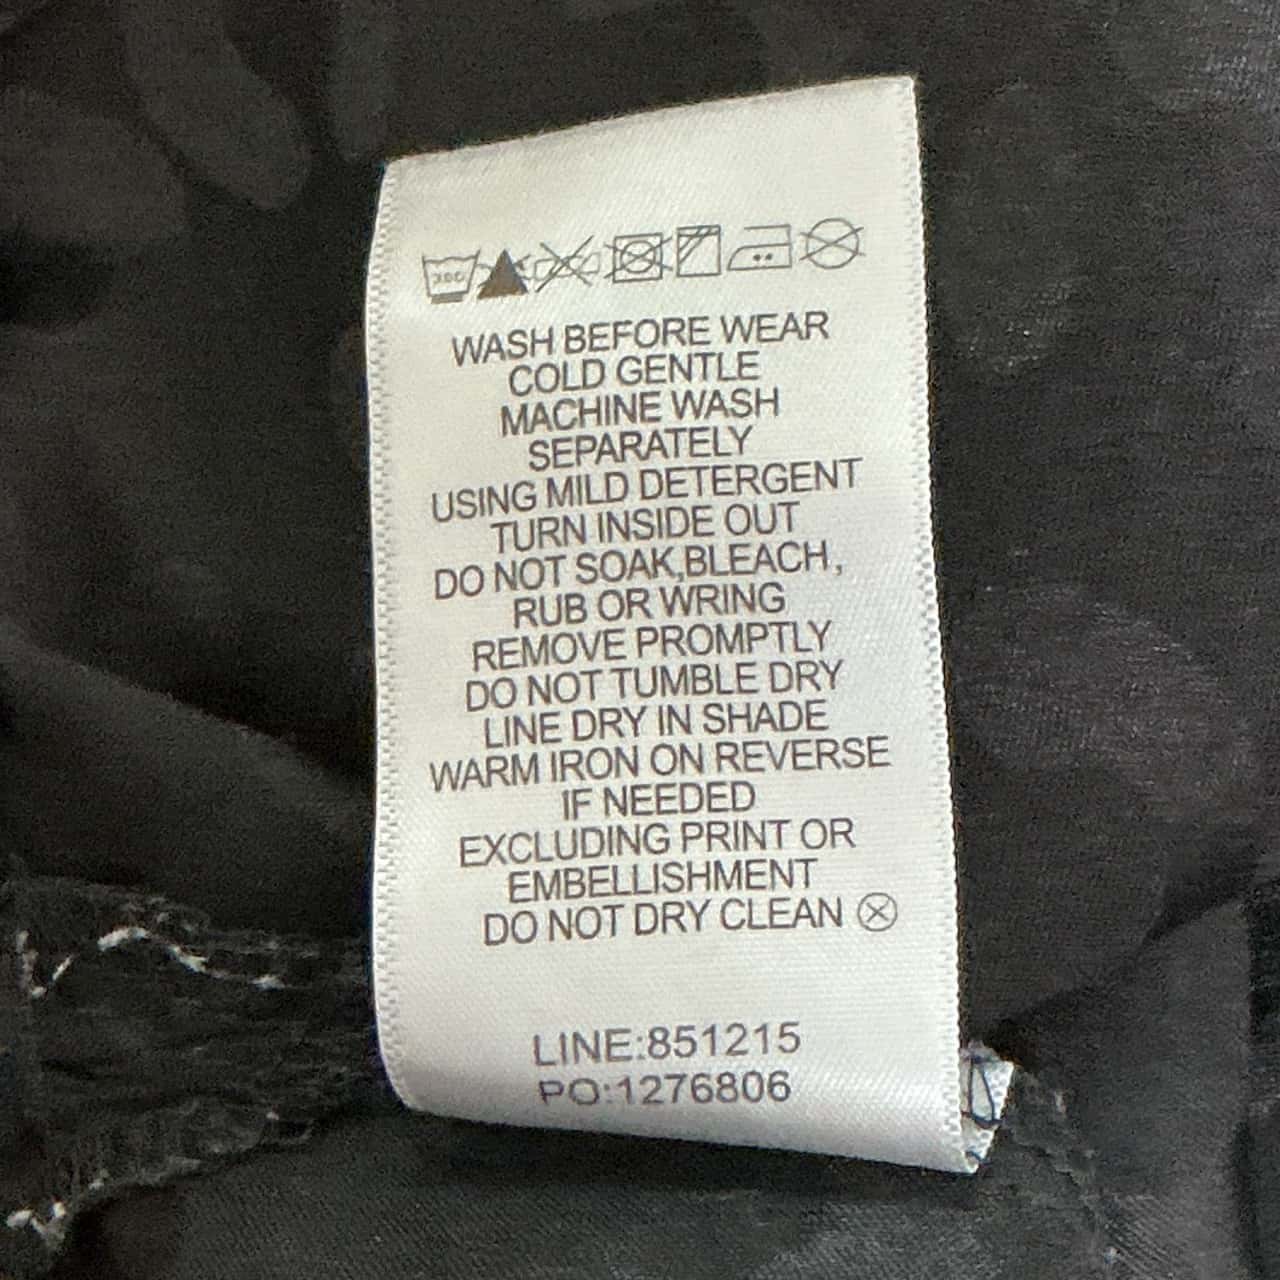 WASH BEFORE WEAR
COLD GENTLE
MACHINE WASH
SEPARATELY
USING MILD DETERGENT
TURN INSIDE OUT
DO NOT SOAK,BLEACH,
RUB OR WRING
REMOVE PROMPTLY
DO NOT TUMBLE DRY
LINE DRY IN SHADE
WARM IRON ON REVERSE
IF NEEDED
EXCLUDING PRINT OR
EMBELLISHMENT
DO NOT DRY CLEAN
LINE:851215
PO:1276806